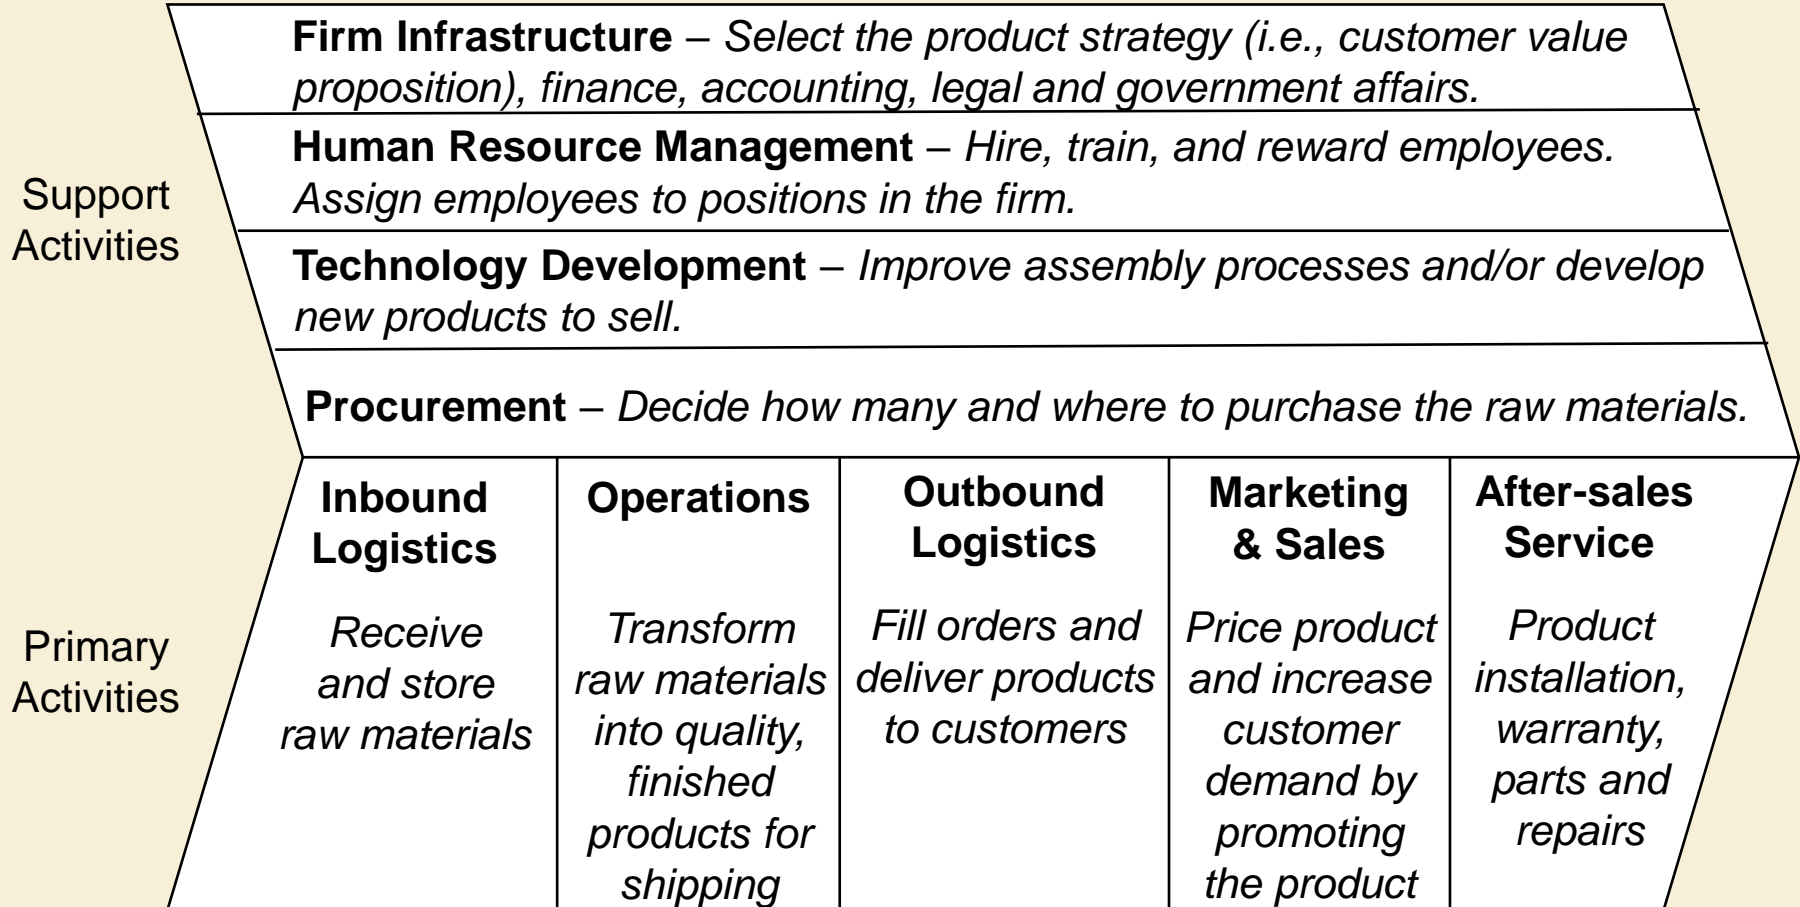 Firm Infrastructure – Select the product strategy (i.e., customer value
proposition), finance, accounting, legal and government affairs.
Human Resource Management – Hire, train, and reward employees.
Assign employees to positions in the firm.
Support
Activities
Technology Development – Improve assembly processes and/or develop
new products to sell.
Procurement – Decide how many and where to purchase the raw materials.
Primary
Activities
Inbound
Logistics
Receive
and store
raw materials
Operations
Transform
raw materials
into quality,
finished
products for
shipping
Outbound
Logistics
Fill orders and
deliver products
to customers
Marketing
& Sales
Price product
and increase
customer
demand by
promoting
the product
After-sales
Service
Product
installation,
warranty,
parts and
repairs